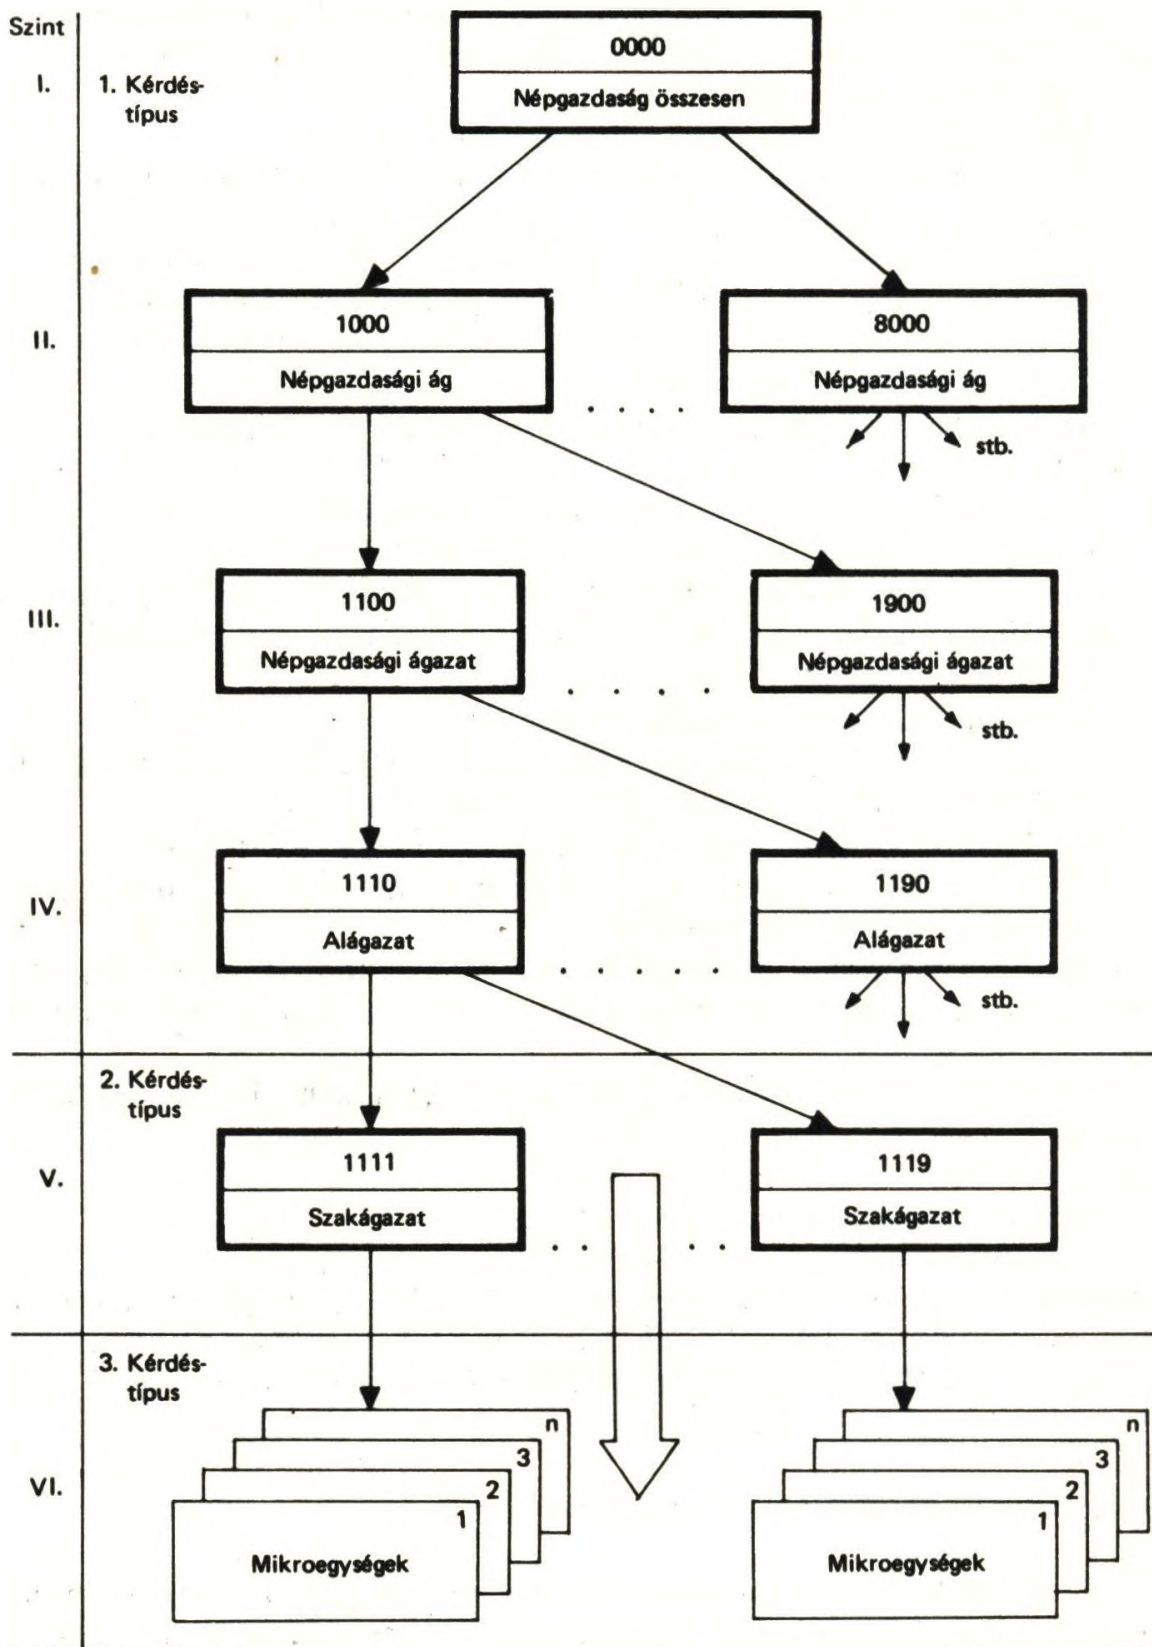 Szint
0000
I.
1. Kérdés-
típus
Népgazdaság összesen
II.
1000
Népgazdasági ág
. . . .
8000
Népgazdasági ág
stb.
III.
1100
Népgazdasági ágazat
. . . .
1900
Népgazdasági ágazat
stb.
IV.
1110
Alágazat
. . . . .
1190
Alágazat
stb.
2. Kérdés-
típus
V.
1111
Szakágazat
. .
. .
1119
Szakágazat
3. Kérdés-
típus
VI.
n
3
2
1
Mikroegységek
n
3
2
1
Mikroegységek